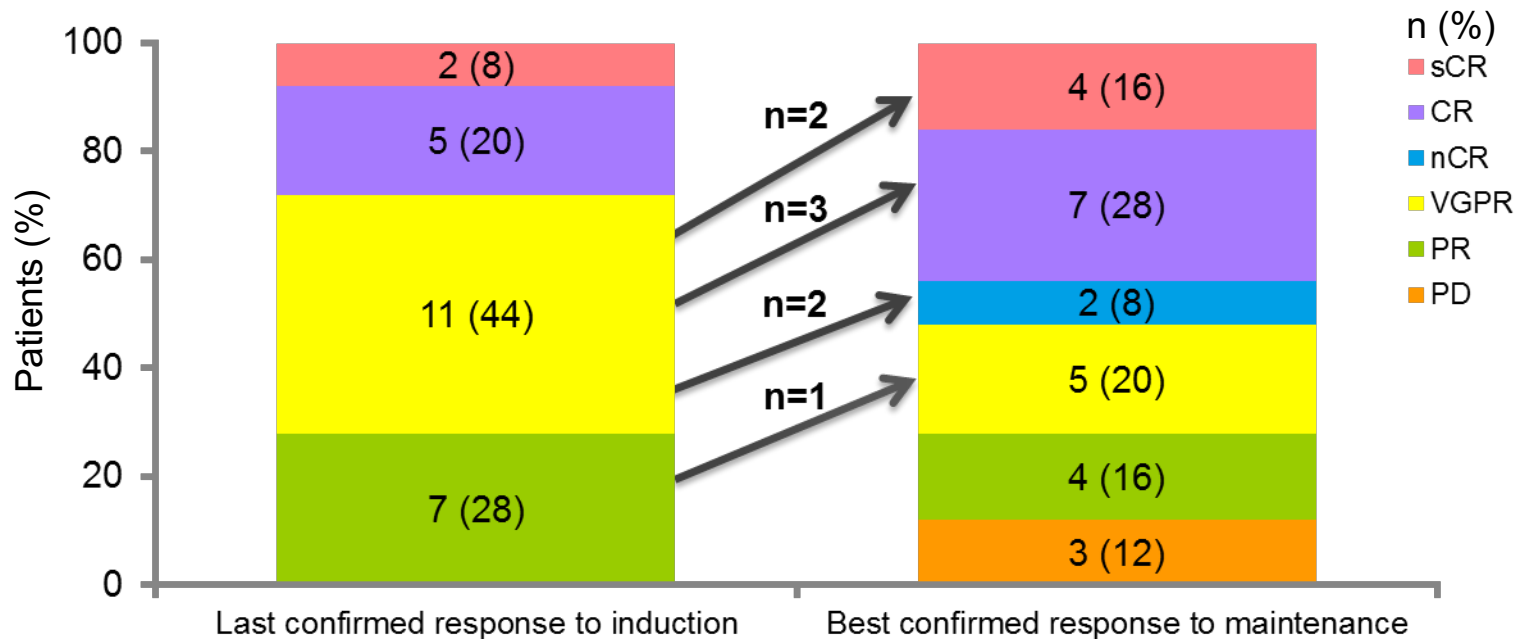 n (%)
sCR
CR
nCR
VGPR
PR
PD
Patients (%)
100
80
60
40
20
0
2 (8)
5 (20)
11 (44)
7 (28)
n=2
n=3
n=2
n=1
4 (16)
7 (28)
2 (8)
5 (20)
4 (16)
3 (12)
Last confirmed response to induction
Best confirmed response to maintenance